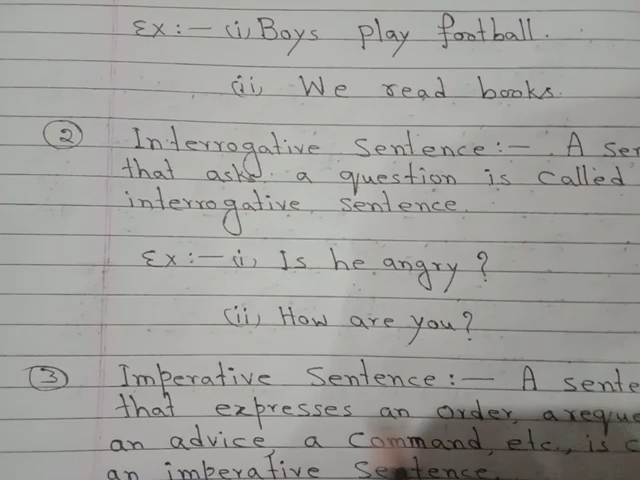 Ex:- (i) Boys play football.
(ii) We read books.
② Interrogative Sentence:- A sen
that asks a question is called
interrogative sentence.
Ex:- (i) Is he angry?
(ii) How are you?
③ Imperative Sentence:- A sente
that expresses an order, a reque
an advice, a command, etc., is c
an imperative sentence.